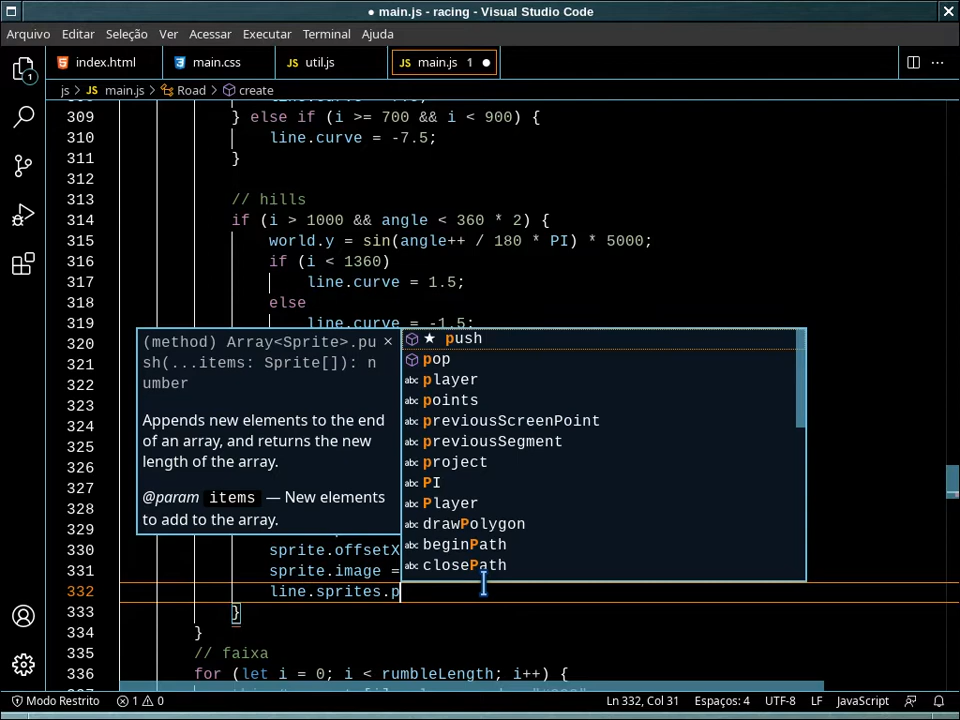 ● main.js - racing - Visual Studio Code
Arquivo Editar Seleção Ver Acessar Executar Terminal Ajuda
index.html main.css util.js main.js 1 ●
js > main.js > Road > create
309 } else if (i >= 700 && i < 900) {
310 line.curve = -7.5;
311 }
312
313 // hills
314 if (i > 1000 && angle < 360 * 2) {
315 world.y = sin(angle++ / 180 * PI) * 5000;
316 if (i < 1360)
317 line.curve = 1.5;
318 else
319 line.curve = -1.5;
320
321
322
323
324
325
326
327
328
329
(method) Array<Sprite>.pu
sh(...items: Sprite[]): n
umber
Appends new elements to the end
of an array, and returns the new
length of the array.
@param items — New elements
to add to the array.
push
pop
player
points
previousScreenPoint
previousSegment
project
PI
Player
drawPolygon
beginPath
closePath
330 sprite.offsetX
331 sprite.image =
332 line.sprites.p
333 }
334 }
335 // faixa
336 for (let i = 0; i < rumbleLength; i++) {
Modo Restrito 1 0 Ln 332, Col 31 Espaços: 4 UTF-8 LF JavaScript